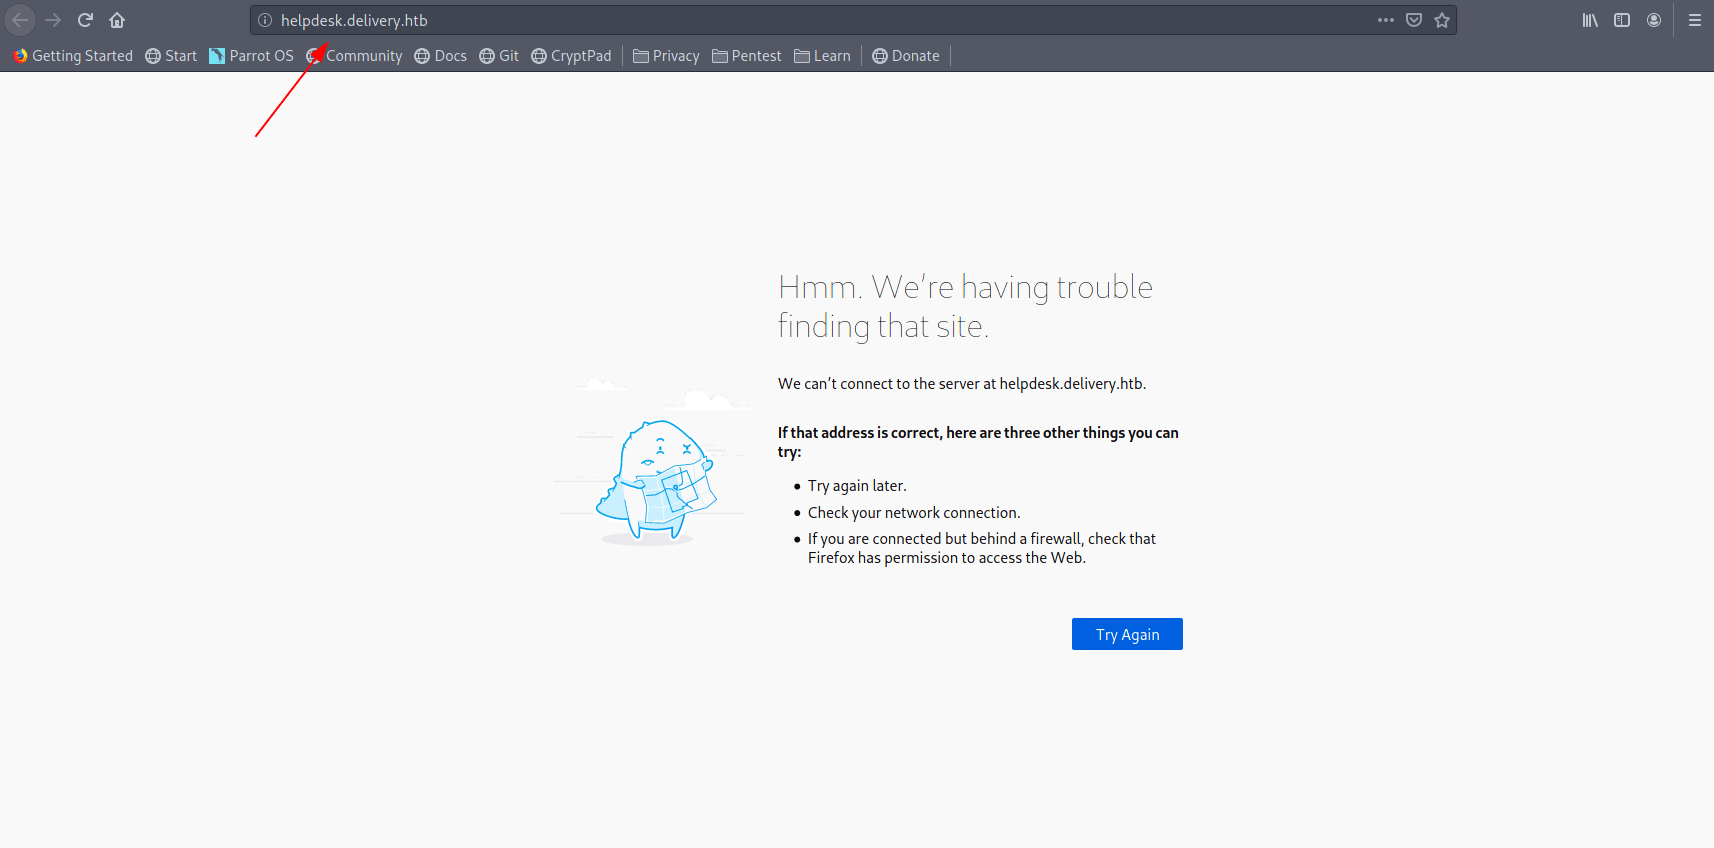 helpdesk.delivery.htb
Getting Started Start Parrot OS Community Docs Git CryptPad Privacy Pentest Learn Donate
Hmm. We’re having trouble
finding that site.
We can’t connect to the server at helpdesk.delivery.htb.
If that address is correct, here are three other things you can
try:
• Try again later.
• Check your network connection.
• If you are connected but behind a firewall, check that
Firefox has permission to access the Web.
Try Again